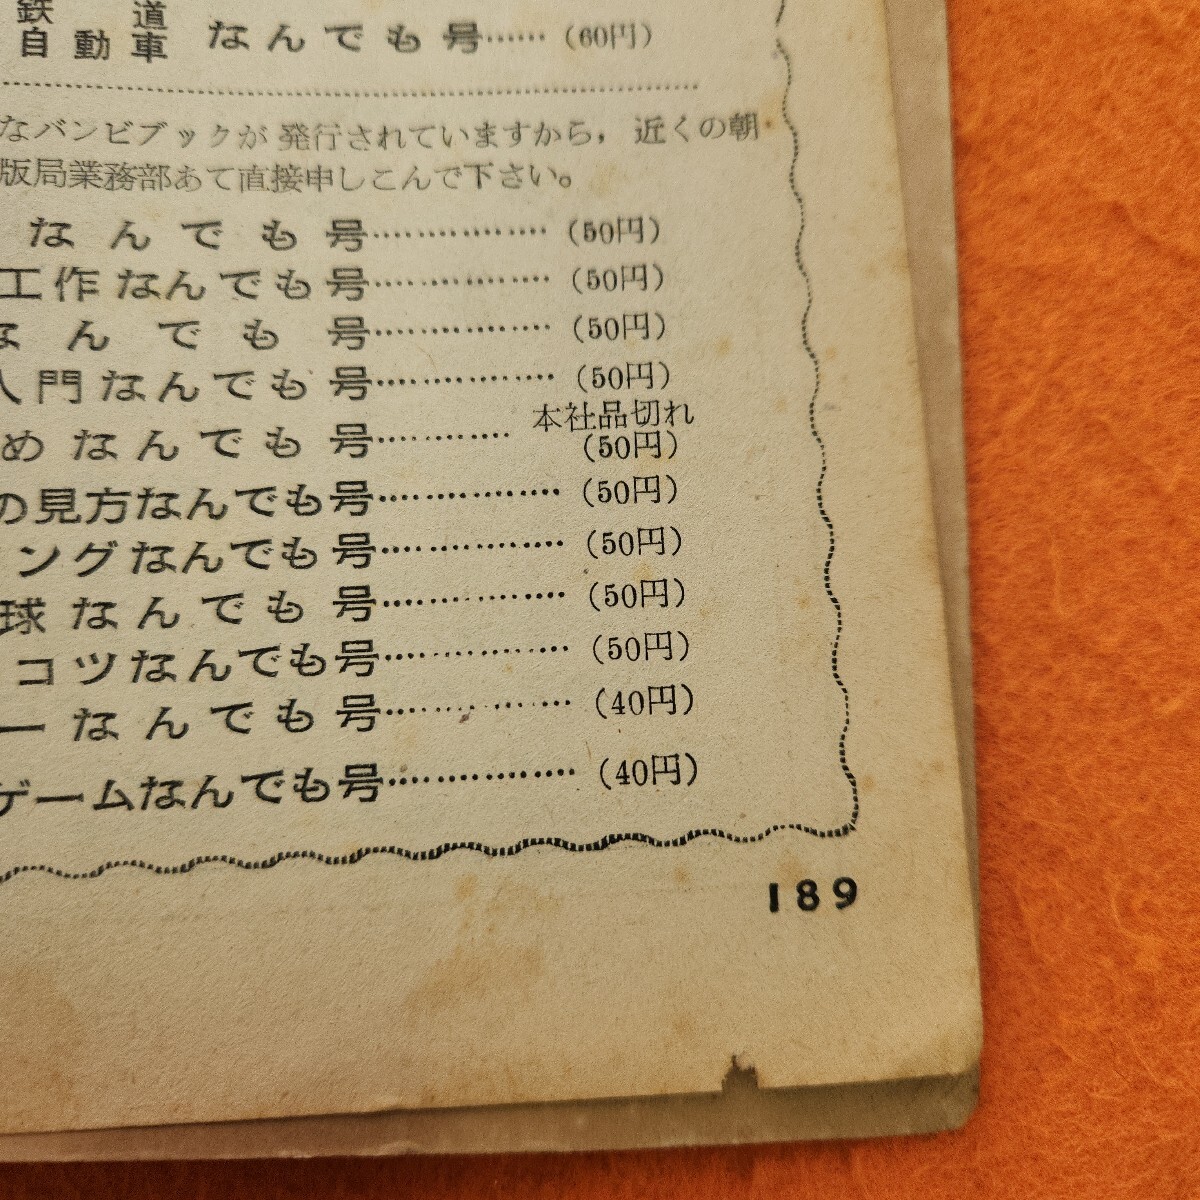 鉄道
自動車 なんでも号……(60円)
なバンビブックが発行されていますから，近くの朝
版局業務部あて直接申しこんで下さい。
なんでも号………………(50円)
工作なんでも号………………(50円)
なんでも号………………(50円)
入門なんでも号………………(50円)
本社品切れ
めなんでも号…………(50円)
の見方なんでも号………………(50円)
ングなんでも号………………(50円)
球なんでも号………………(50円)
コツなんでも号………………(50円)
ーなんでも号………………(40円)
ゲームなんでも号………………(40円)
189